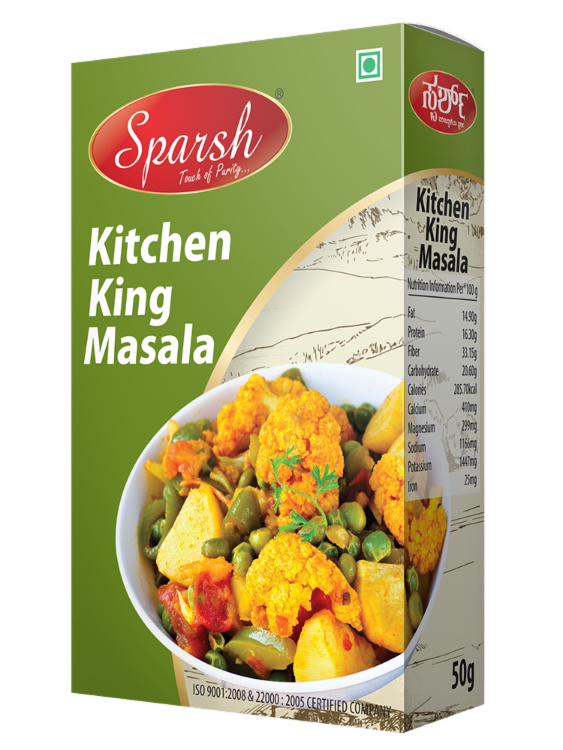 Sparsh
®
Touch of Purity...
Kitchen
King
Masala
ISO 9001:2008 & 22000 : 2005 CERTIFIED COMPANY
ಸ್ಪರ್ಶ್
Kitchen
King
Masala
Nutrition Information Per*100 g
Fat 14.90g
Protein 16.30g
Fiber 33.15g
Carbohydrate 20.60g
Calories 285.70kcal
Calcium 410mg
Magnesium 299mg
Sodium 1166mg
Potassium 1447mg
Iron 25mg
50g